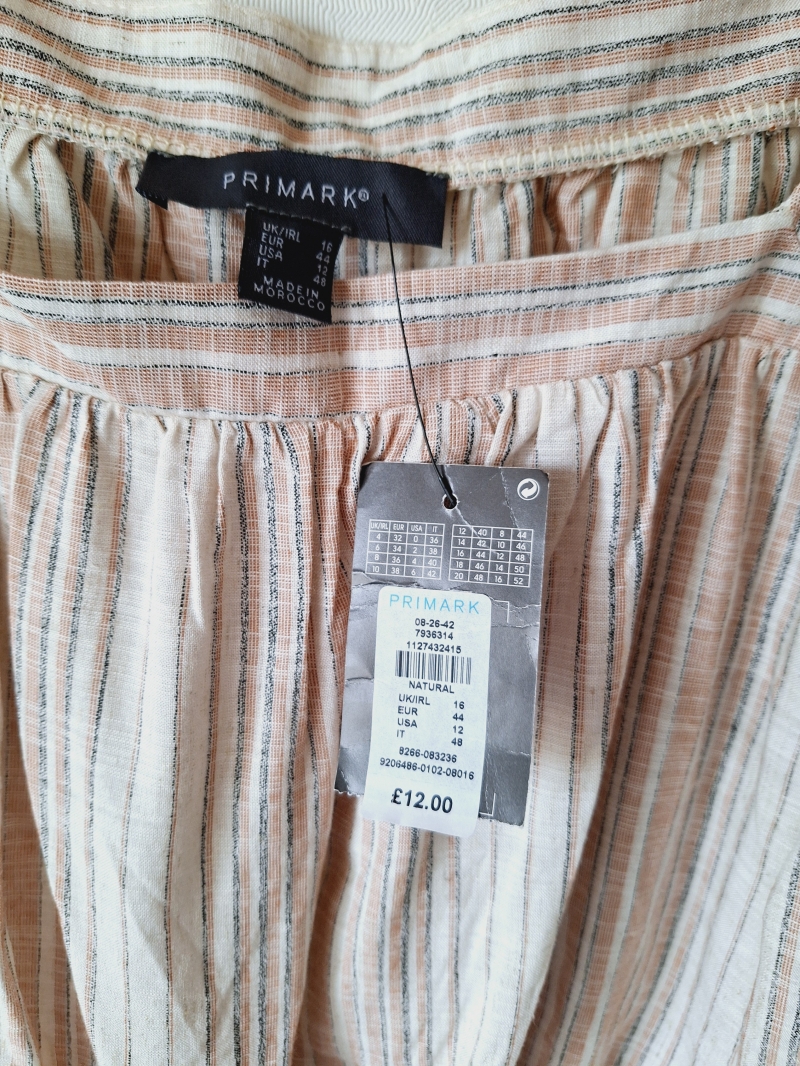 PRIMARK®
UK/IRL 16
EUR 44
USA 12
IT 48
MADE IN
MOROCCO
UK/IRL EUR USA IT
4 32 0 36
6 34 2 38
8 36 4 40
10 38 6 42
12 40 8 44
14 42 10 46
16 44 12 48
18 46 14 50
20 48 16 52
PRIMARK
08-26-42
7936314
1127432415
NATURAL
UK/IRL 16
EUR 44
USA 12
IT 48
8266-083236
9206486-0102-08016
£12.00